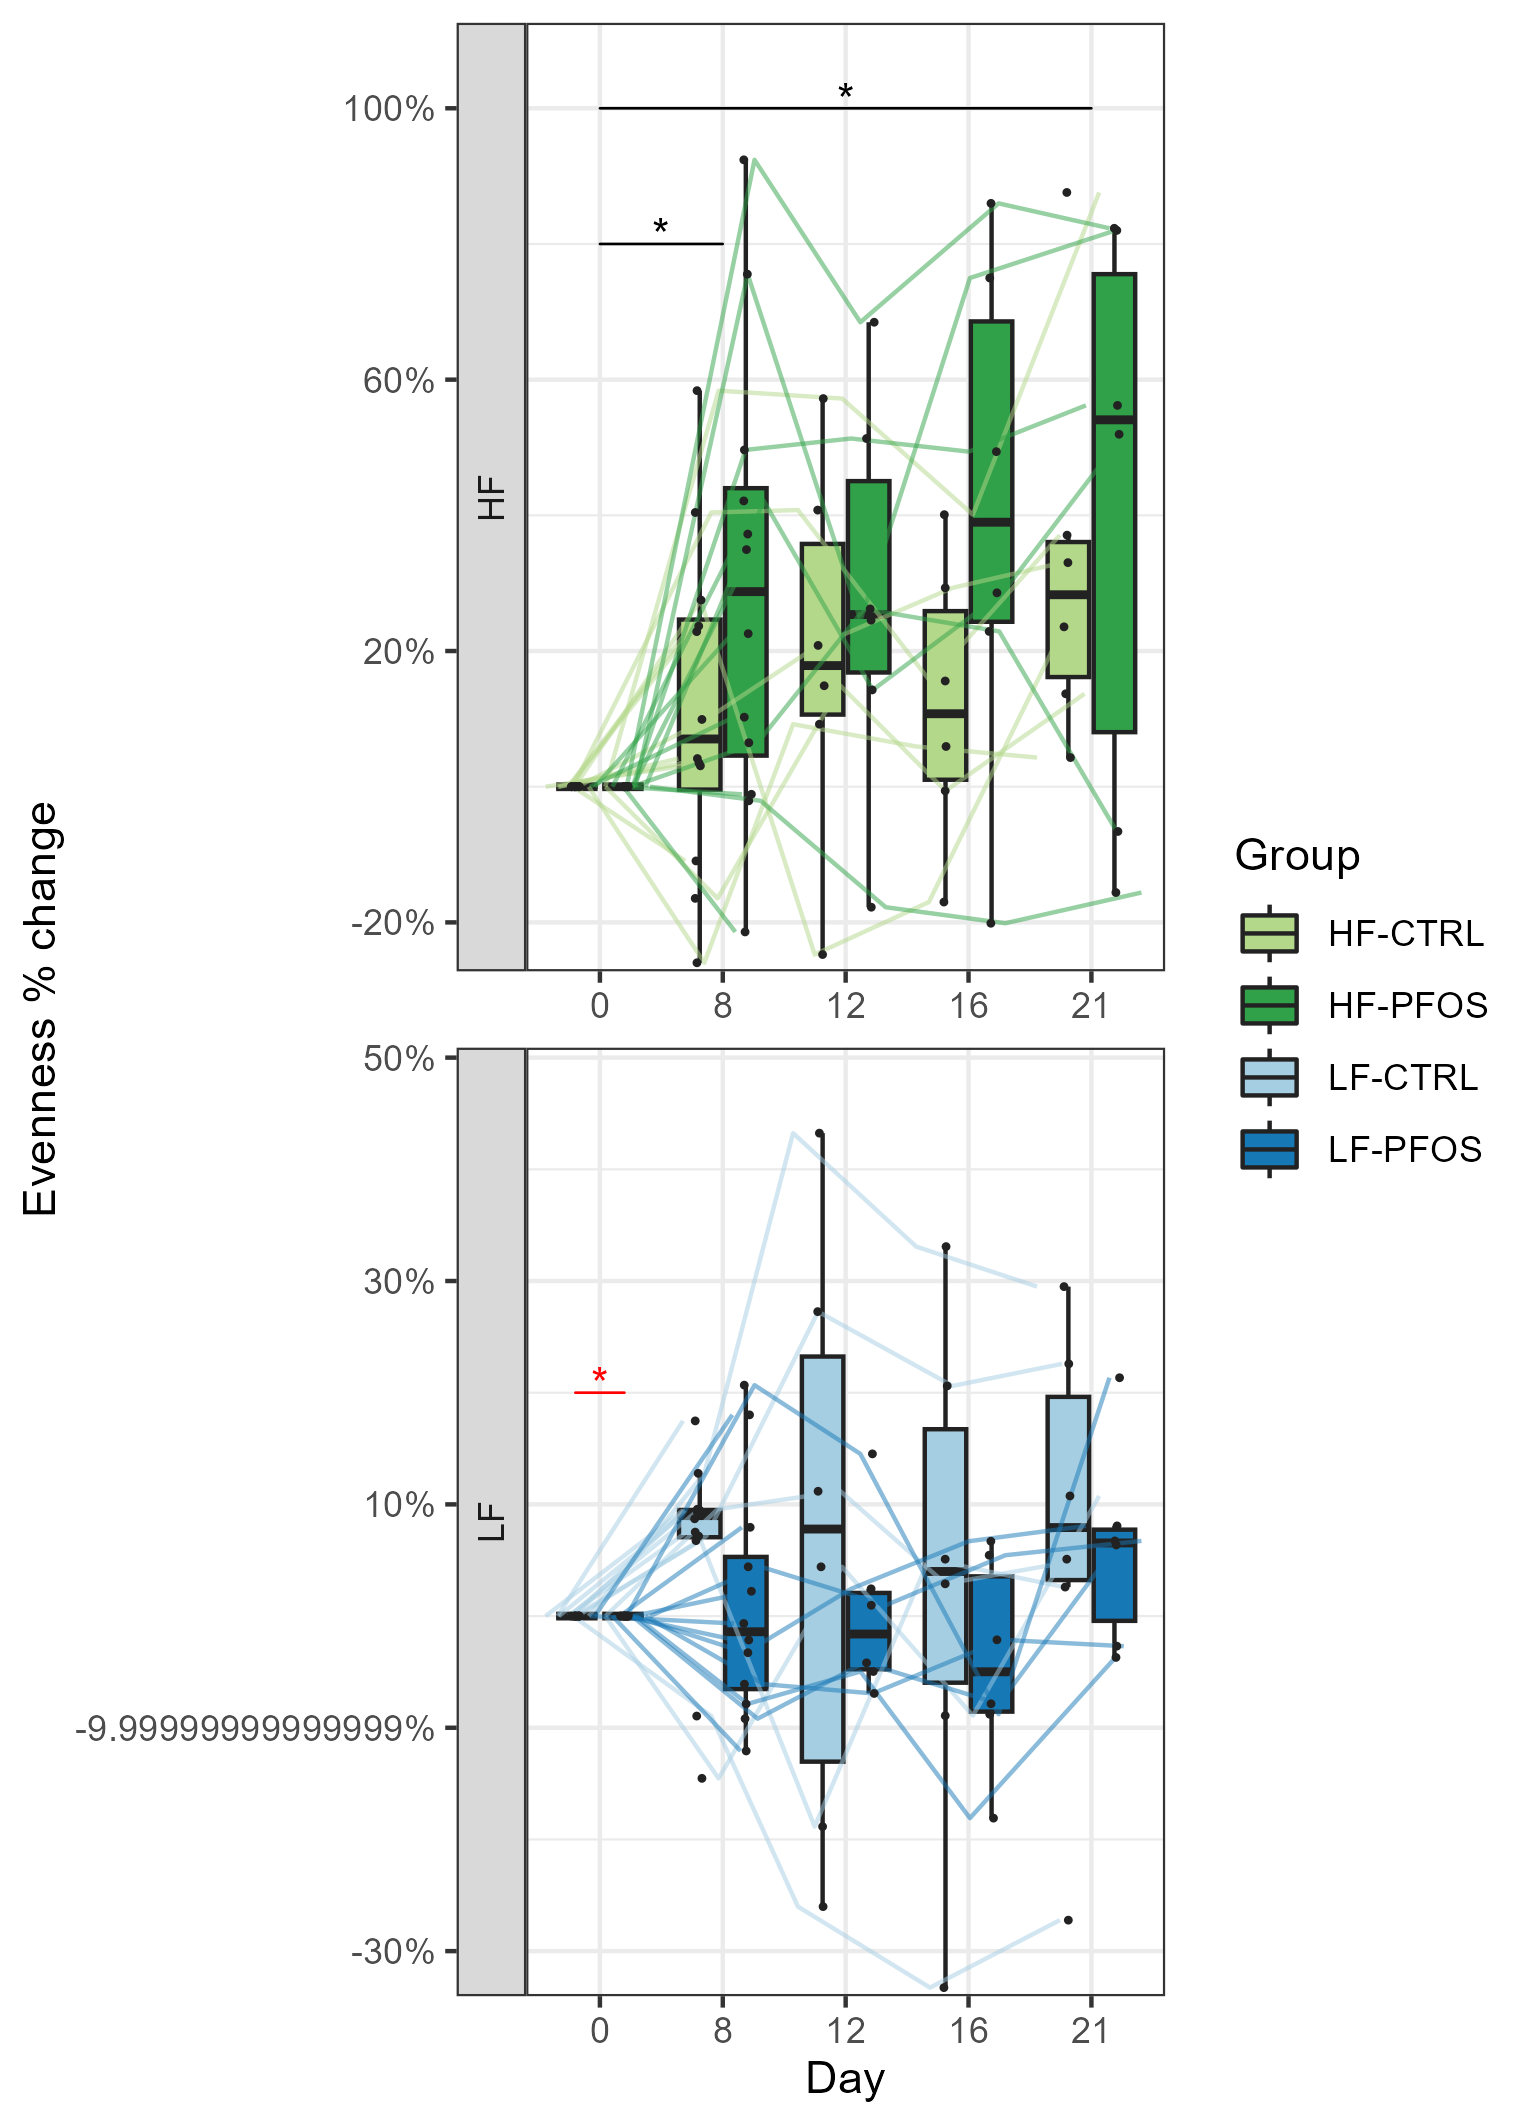 Evenness % change
HF
100%
60%
20%
-20%
*
*
0 8 12 16 21
LF
50%
30%
10%
-9.99999999999999%
-30%
*
0 8 12 16 21
Day
Group
HF-CTRL
HF-PFOS
LF-CTRL
LF-PFOS